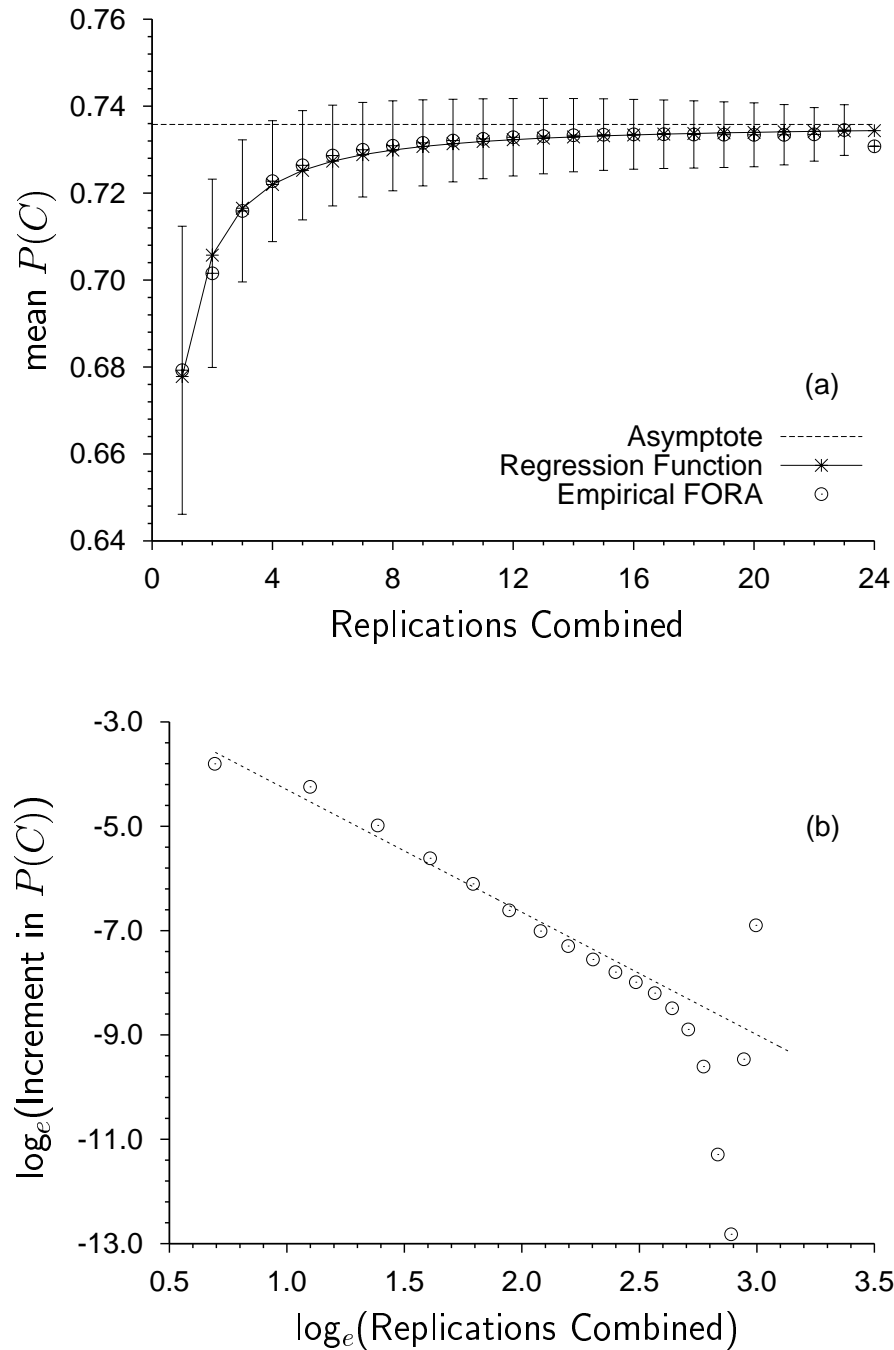 0.76
0.74
0.72
0.70
0.68
0.66
0.64
mean P(C)
(a)
Asymptote
Regression Function
Empirical FORA
0 4 8 12 16 20 24
Replications Combined
-3.0
-5.0
-7.0
-9.0
-11.0
-13.0
logₑ(Increment in P(C))
(b)
0.5 1.0 1.5 2.0 2.5 3.0 3.5
logₑ(Replications Combined)